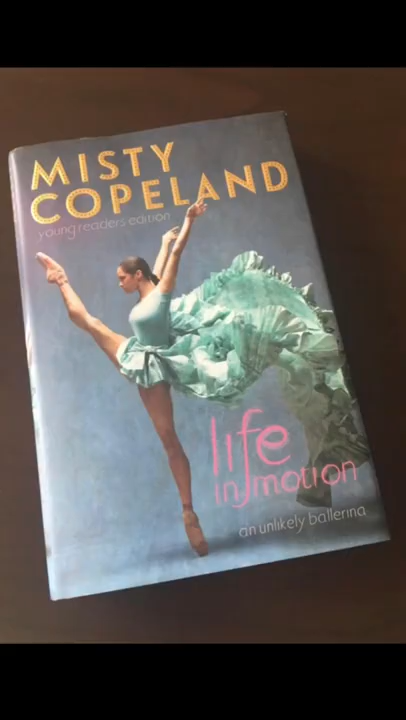 MISTY
COPELAND
young readers edition
life
in motion
an unlikely ballerina